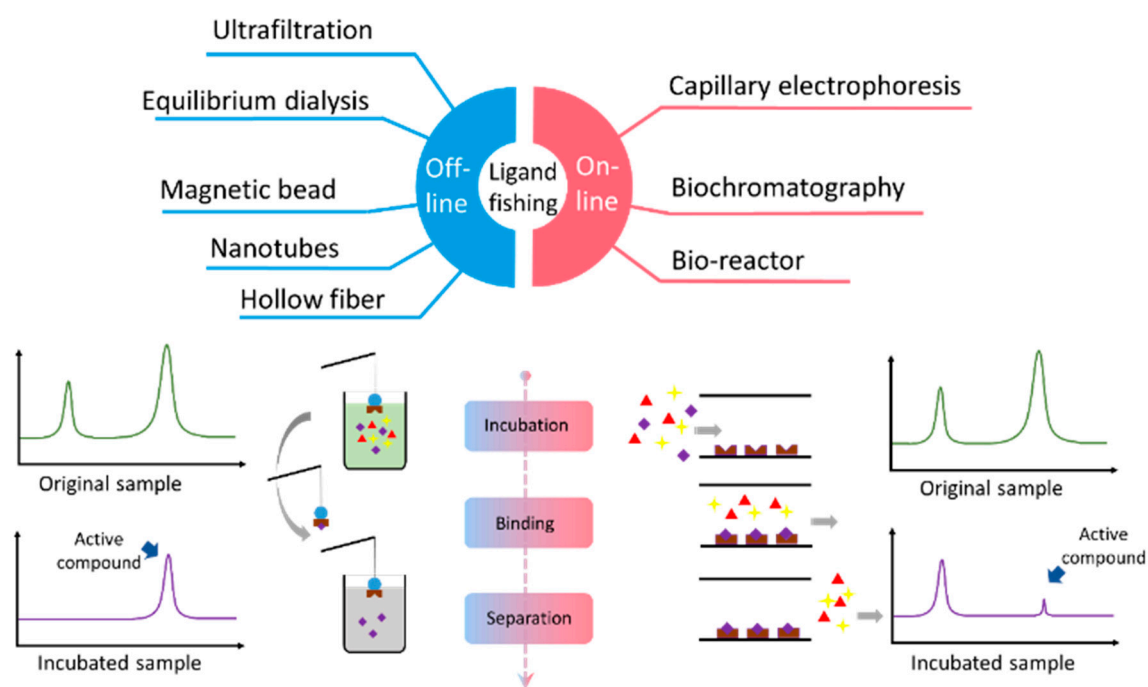 Ultrafiltration
Equilibrium dialysis
Magnetic bead
Nanotubes
Hollow fiber
Off-
line
Ligand
fishing
On-
line
Capillary electrophoresis
Biochromatography
Bio-reactor
Original sample
Active
compound
Incubated sample
Incubation
Binding
Separation
Original sample
Active
compound
Incubated sample